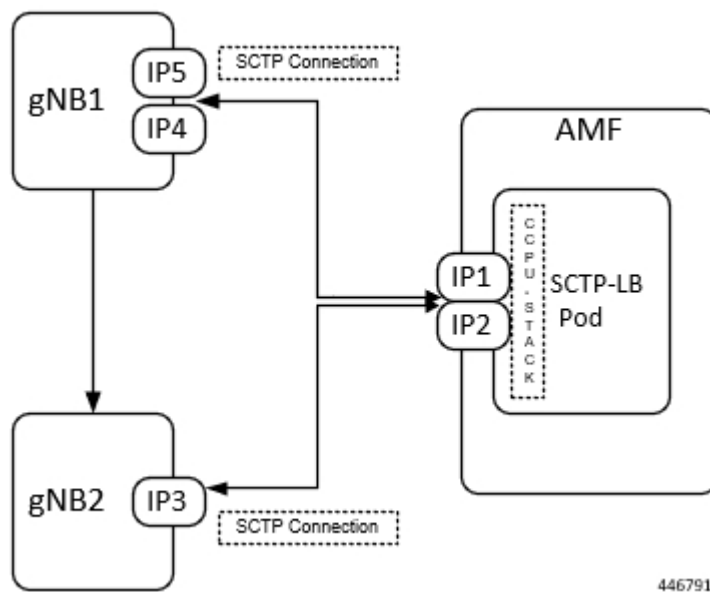 IP5
SCTP Connection
gNB1
IP4
AMF
IP1
IP2
CCPU-STACK
SCTP-LB
Pod
gNB2
IP3
SCTP Connection
446791